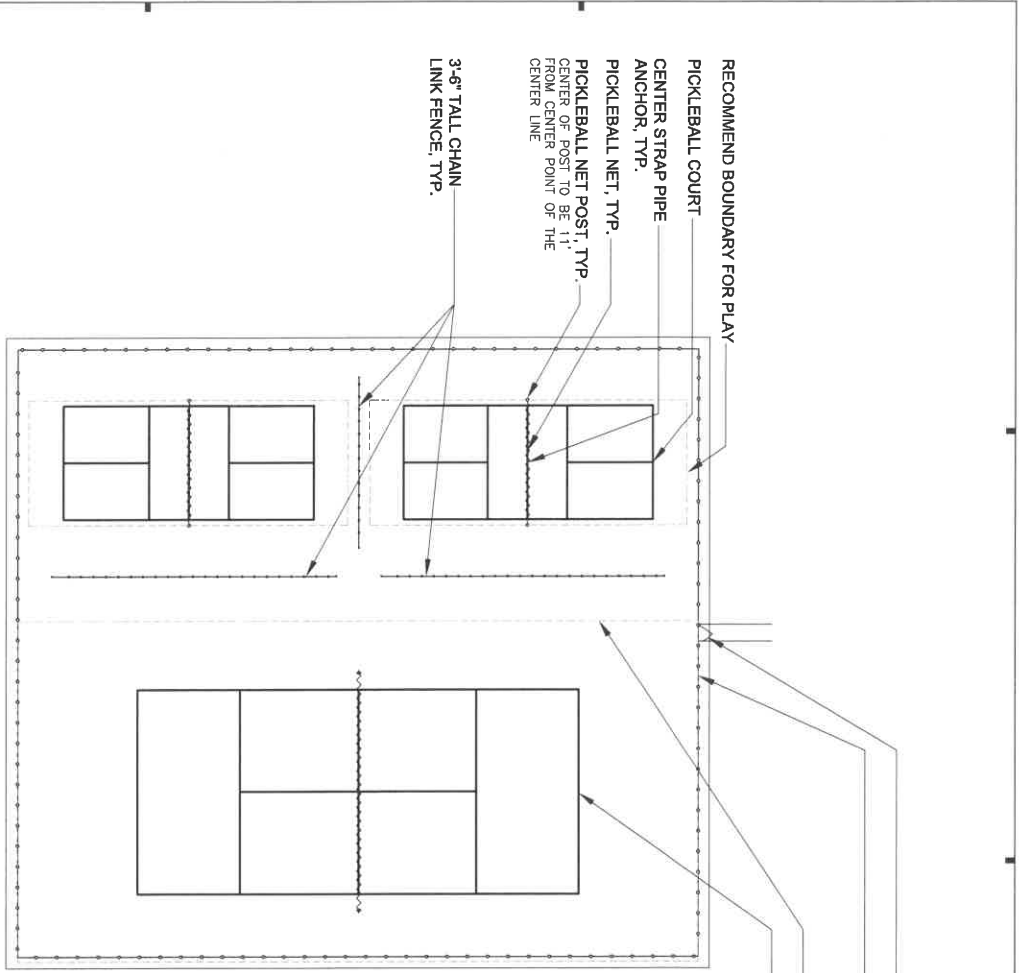 RECOMMEND BOUNDARY FOR PLAY
PICKLEBALL COURT
CENTER STRAP PIPE
ANCHOR, TYP.
PICKLEBALL NET, TYP.
PICKLEBALL NET POST, TYP.
CENTER OF POST TO BE 11'
FROM CENTER POINT OF THE
CENTER LINE
3'-6" TALL CHAIN
LINK FENCE, TYP.